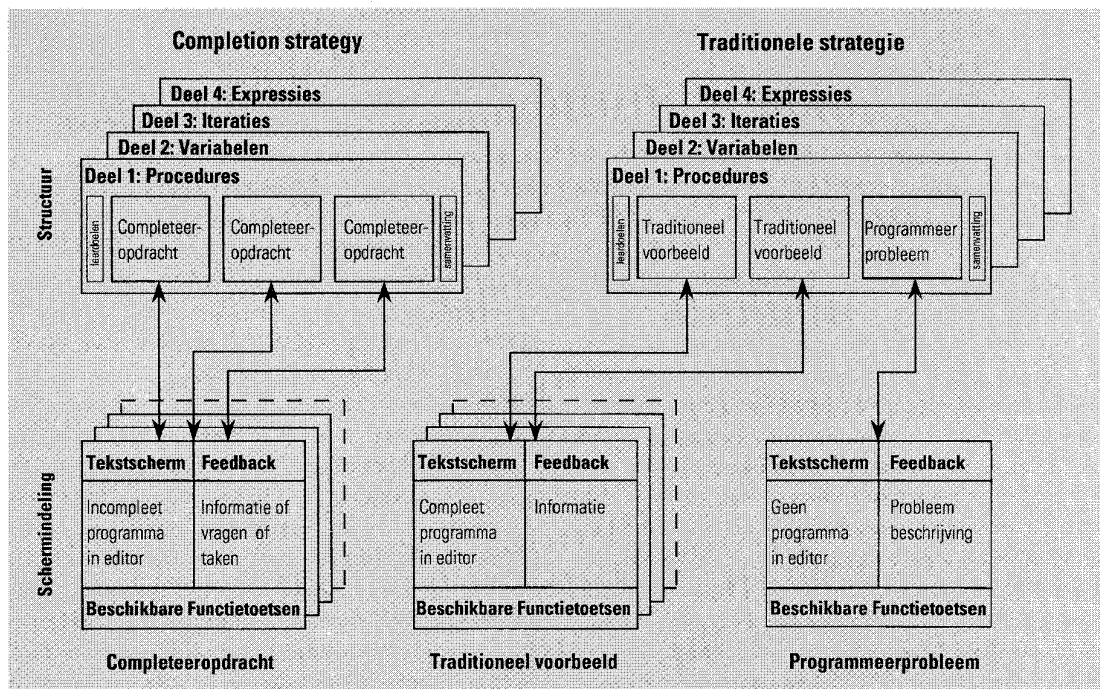 Completion strategy
Traditionele strategie
Structuur
Deel 4: Expressies
Deel 3: Iteraties
Deel 2: Variabelen
Deel 1: Procedures
leerdoelen
Completeer-
opdracht
Completeer-
opdracht
Completeer-
opdracht
samenvatting
Deel 4: Expressies
Deel 3: Iteraties
Deel 2: Variabelen
Deel 1: Procedures
leerdoelen
Traditioneel
voorbeeld
Traditioneel
voorbeeld
Programmeer
probleem
samenvatting
Schermindeling
Tekstscherm
Feedback
Incompleet
programma
in editor
Informatie of
vragen of
taken
Beschikbare Functietoetsen
Completeeropdracht
Tekstscherm
Feedback
Compleet
programma
in editor
Informatie
Beschikbare Functietoetsen
Traditioneel voorbeeld
Tekstscherm
Feedback
Geen
programma
in editor
Probleem
beschrijving
Beschikbare Functietoetsen
Programmeerprobleem